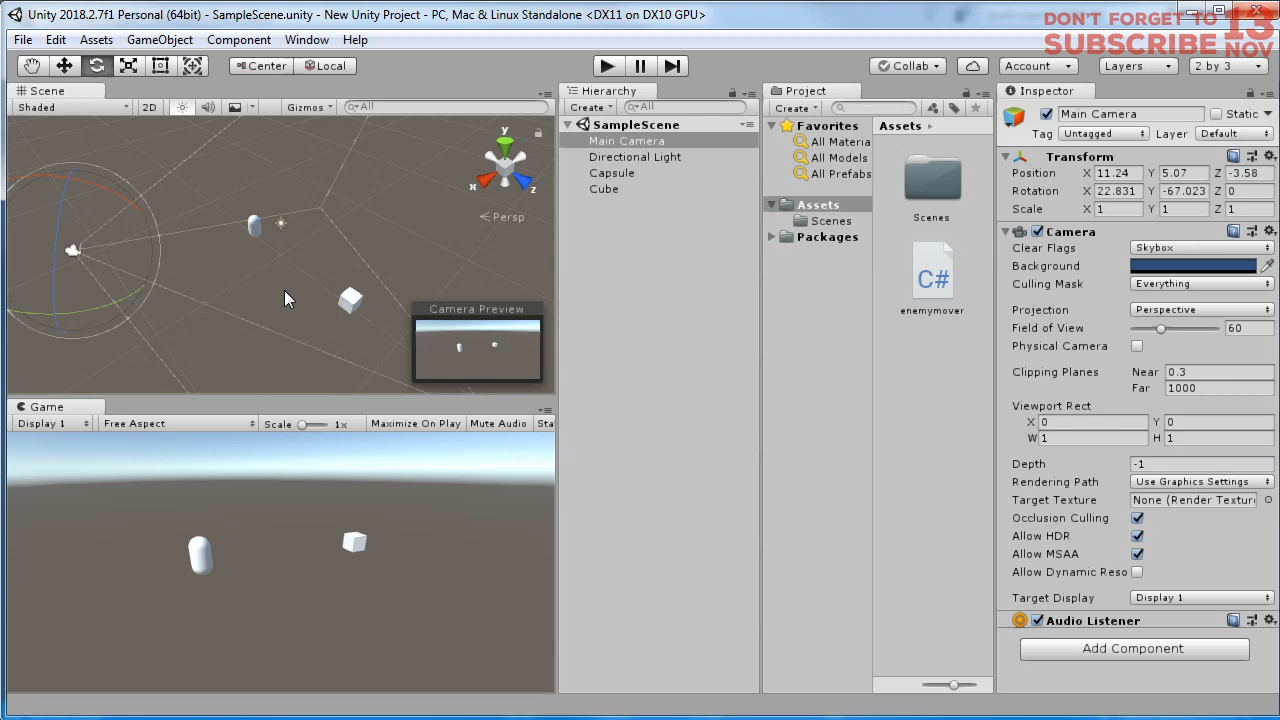 Unity 2018.2.7f1 Personal (64bit) - SampleScene.unity - New Unity Project - PC, Mac & Linux Standalone <DX11 on DX10 GPU>
DON'T FORGET TO
SUBSCRIBE
13
NOV
File Edit Assets GameObject Component Window Help
Center Local
Collab
Account
Layers
2 by 3
Scene
Shaded 2D Gizmos All
y
x
z
Persp
Camera Preview
Game
Display 1 Free Aspect Scale 1x Maximize On Play Mute Audio Sta
Hierarchy
Create All
SampleScene
Main Camera
Directional Light
Capsule
Cube
Project
Create
Favorites
All Materia
All Models
All Prefabs
Assets
Scenes
Packages
Assets
Scenes
C#
enemymover
Inspector
Main Camera Static
Tag Untagged Layer Default
Transform
Position X 11.24 Y 5.07 Z -3.58
Rotation X 22.831 Y -67.023 Z 0
Scale X 1 Y 1 Z 1
Camera
Clear Flags Skybox
Background
Culling Mask Everything
Projection Perspective
Field of View 60
Physical Camera
Clipping Planes Near 0.3
Far 1000
Viewport Rect
X 0 Y 0
W 1 H 1
Depth -1
Rendering Path Use Graphics Settings
Target Texture None (Render Textur
Occlusion Culling
Allow HDR
Allow MSAA
Allow Dynamic Reso
Target Display Display 1
Audio Listener
Add Component